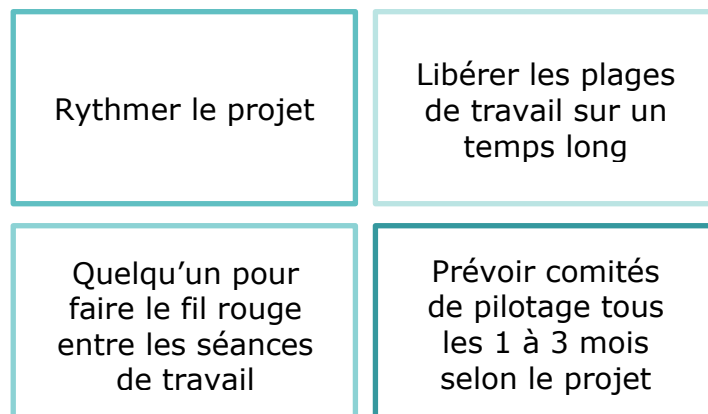 Rythmer le projet
Libérer les plages
de travail sur un
temps long
Quelqu’un pour
faire le fil rouge
entre les séances
de travail
Prévoir comités
de pilotage tous
les 1 à 3 mois
selon le projet